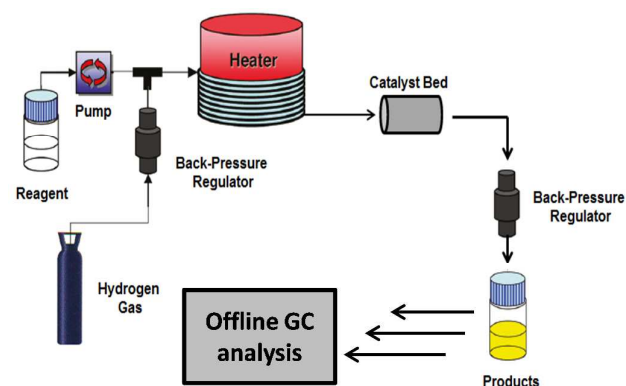 Heater
Catalyst Bed
Pump
Back-Pressure
Regulator
Reagent
Back-Pressure
Regulator
Hydrogen
Gas
Offline GC
analysis
Products